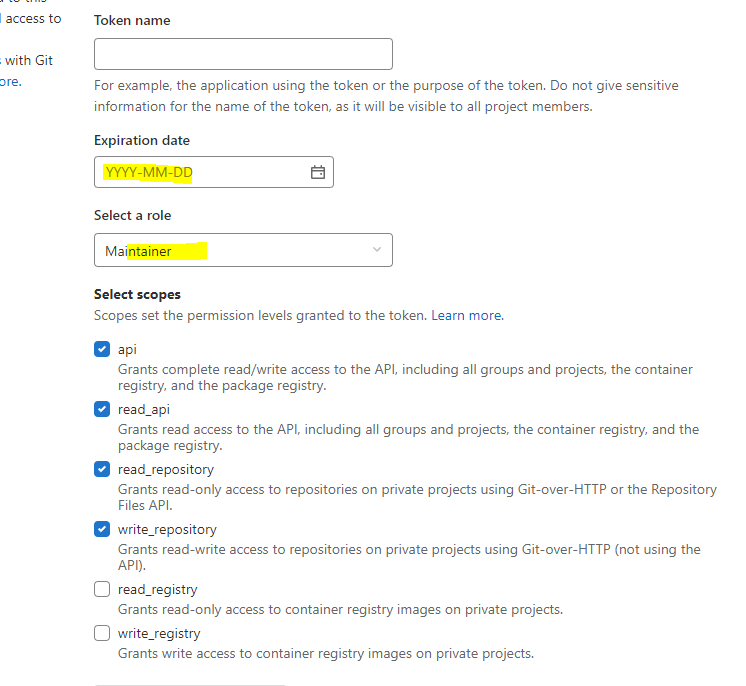 access to
Token name
with Git
ore.
For example, the application using the token or the purpose of the token. Do not give sensitive
information for the name of the token, as it will be visible to all project members.
Expiration date
YYYY-MM-DD
Select a role
Maintainer
Select scopes
Scopes set the permission levels granted to the token. Learn more.
api
Grants complete read/write access to the API, including all groups and projects, the container
registry, and the package registry.
read_api
Grants read access to the API, including all groups and projects, the container registry, and the
package registry.
read_repository
Grants read-only access to repositories on private projects using Git-over-HTTP or the Repository
Files API.
write_repository
Grants read-write access to repositories on private projects using Git-over-HTTP (not using the
API).
read_registry
Grants read-only access to container registry images on private projects.
write_registry
Grants write access to container registry images on private projects.